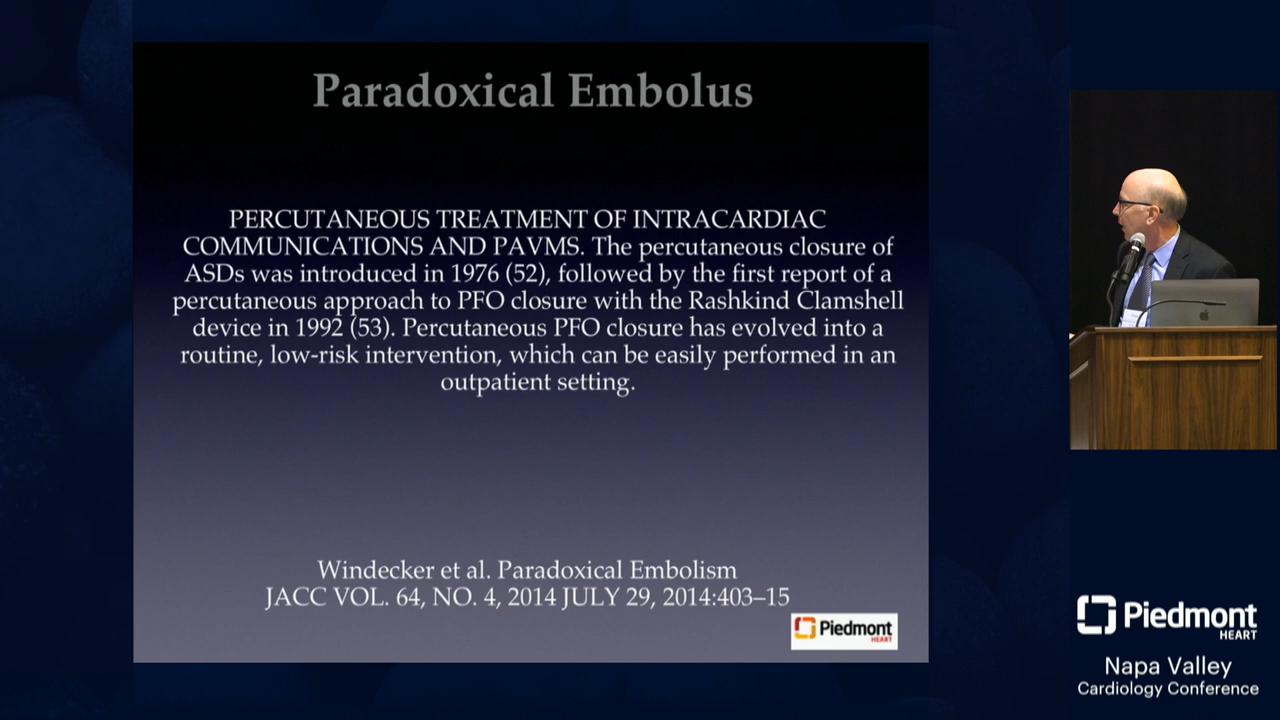 Paradoxical Embolus
PERCUTANEOUS TREATMENT OF INTRACARDIAC
COMMUNICATIONS AND PAVMS. The percutaneous closure of
ASDs was introduced in 1976 (52), followed by the first report of a
percutaneous approach to PFO closure with the Rashkind Clamshell
device in 1992 (53). Percutaneous PFO closure has evolved into a
routine, low-risk intervention, which can be easily performed in an
outpatient setting.
Windecker et al. Paradoxical Embolism
JACC VOL. 64, NO. 4, 2014 JULY 29, 2014:403–15
Piedmont
HEART
Piedmont
HEART
Napa Valley
Cardiology Conference